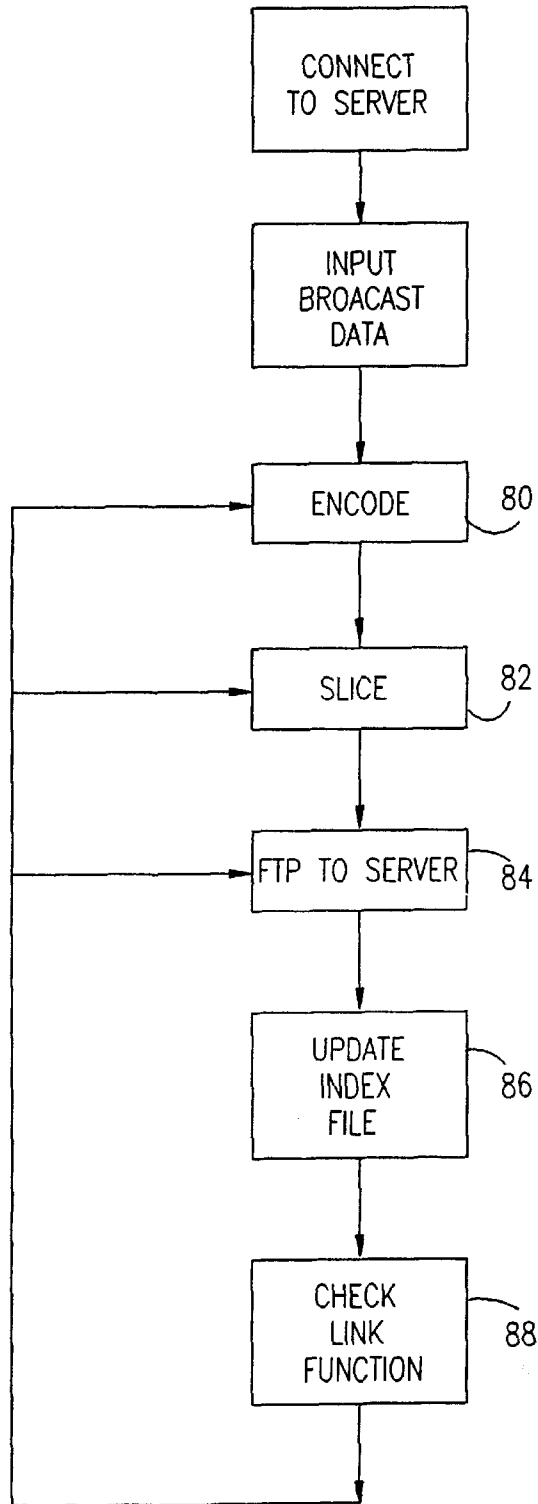 CONNECT
TO SERVER
INPUT
BROACAST
DATA
ENCODE
80
SLICE
82
FTP TO SERVER
84
UPDATE
INDEX
FILE
86
CHECK
LINK
FUNCTION
88